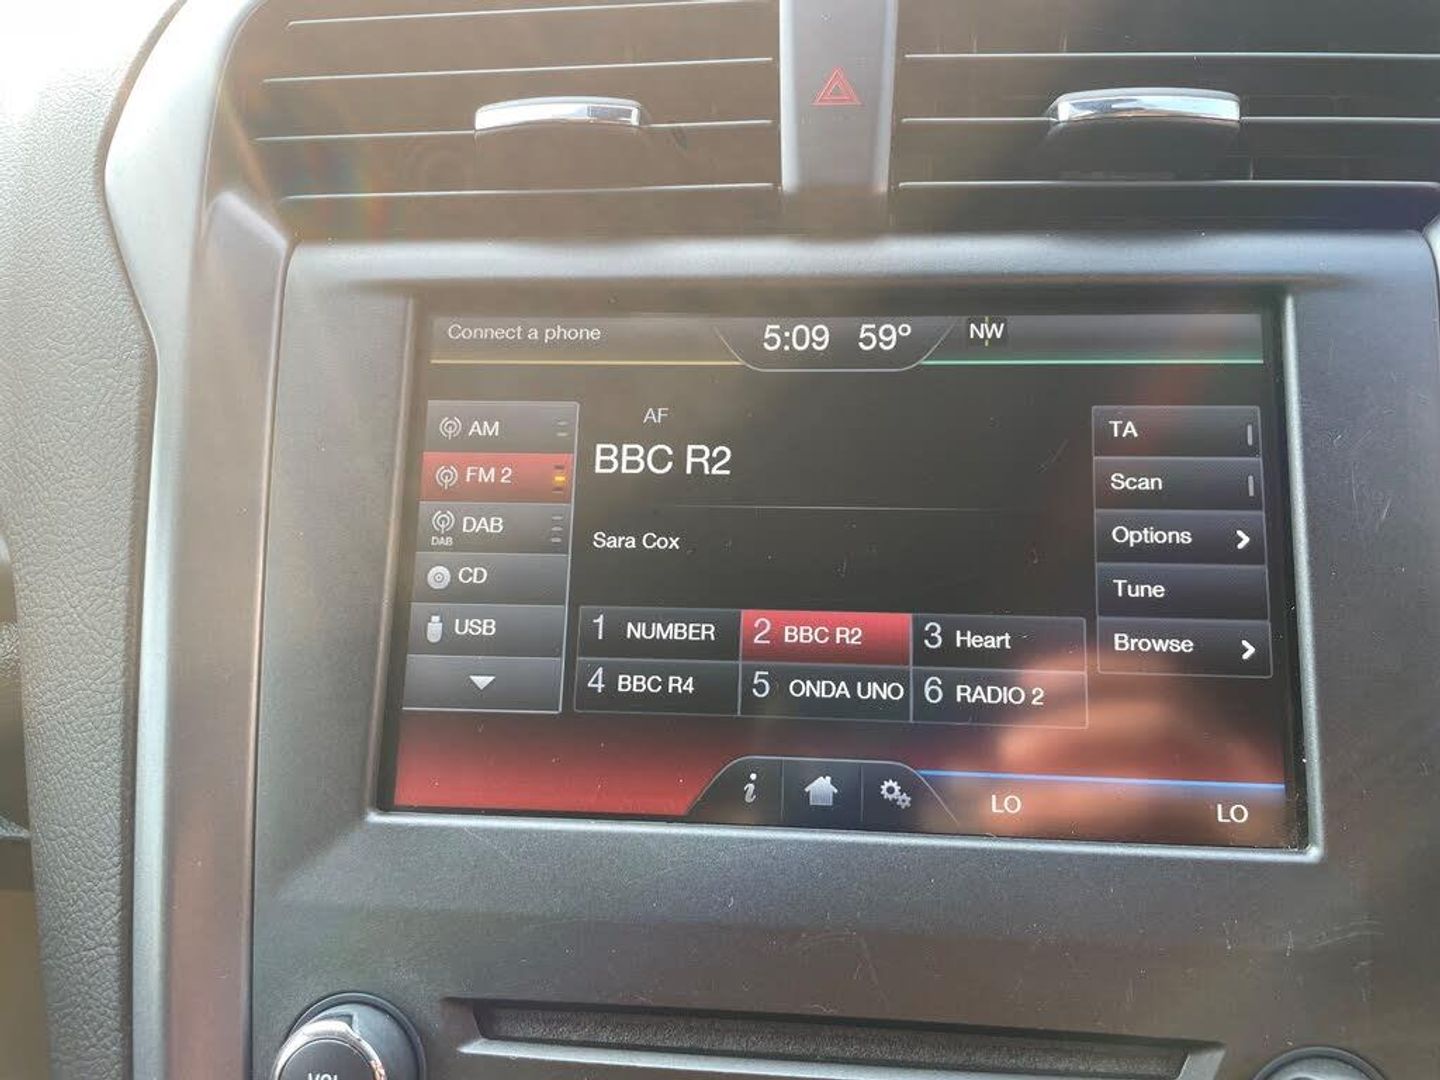 Connect a phone
5:09 59° NW
AM
FM 2
DAB
DAB
CD
USB
AF
BBC R2
Sara Cox
1 NUMBER 2 BBC R2 3 Heart
4 BBC R4 5 ONDA UNO 6 RADIO 2
TA
Scan
Options
Tune
Browse
i
LO LO
VOL